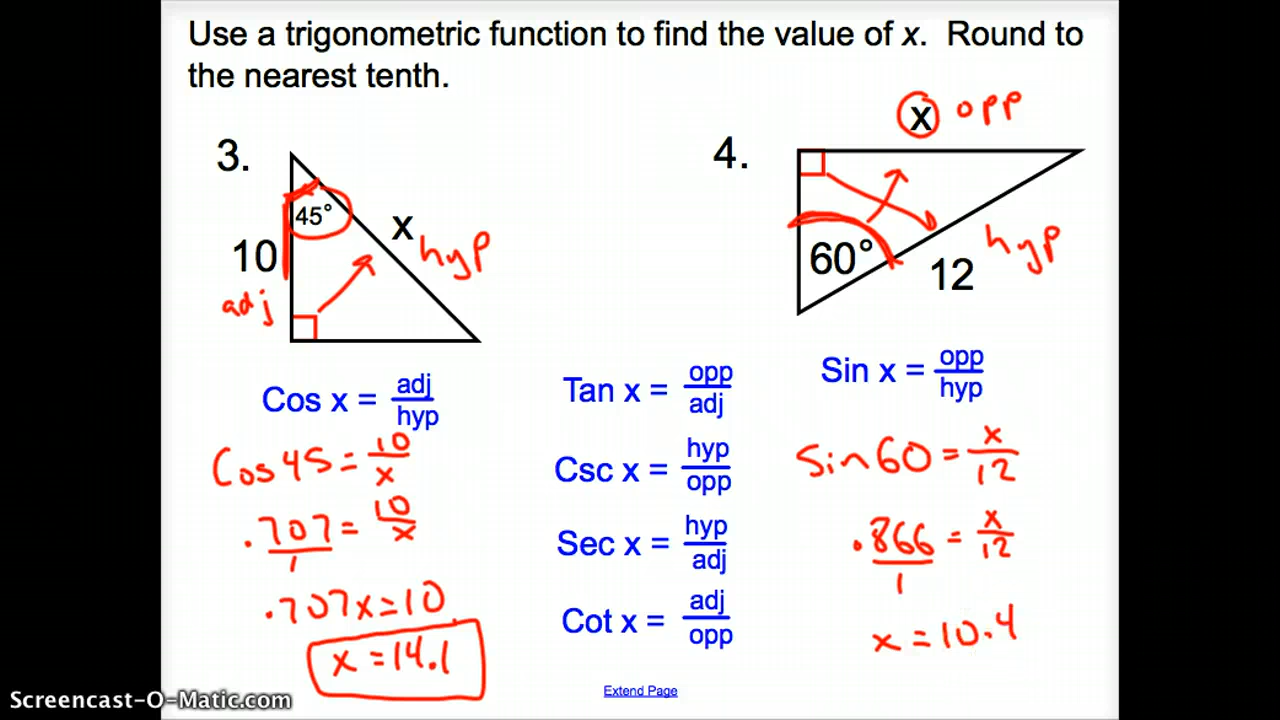 Use a trigonometric function to find the value of x. Round to
the nearest tenth.
3.
45°
10
adj
x
hyp
4.
x opp
60°
12
hyp
Cos x = adj
hyp
Cos 45 = 10
x
.707 = 10
1 x
.707x = 10
x = 14.1
Tan x = opp
adj
Csc x = hyp
opp
Sec x = hyp
adj
Cot x = adj
opp
Sin x = opp
hyp
Sin 60 = x
12
.866 = x
1 12
x = 10.4
Extend Page
Screencast-O-Matic.com